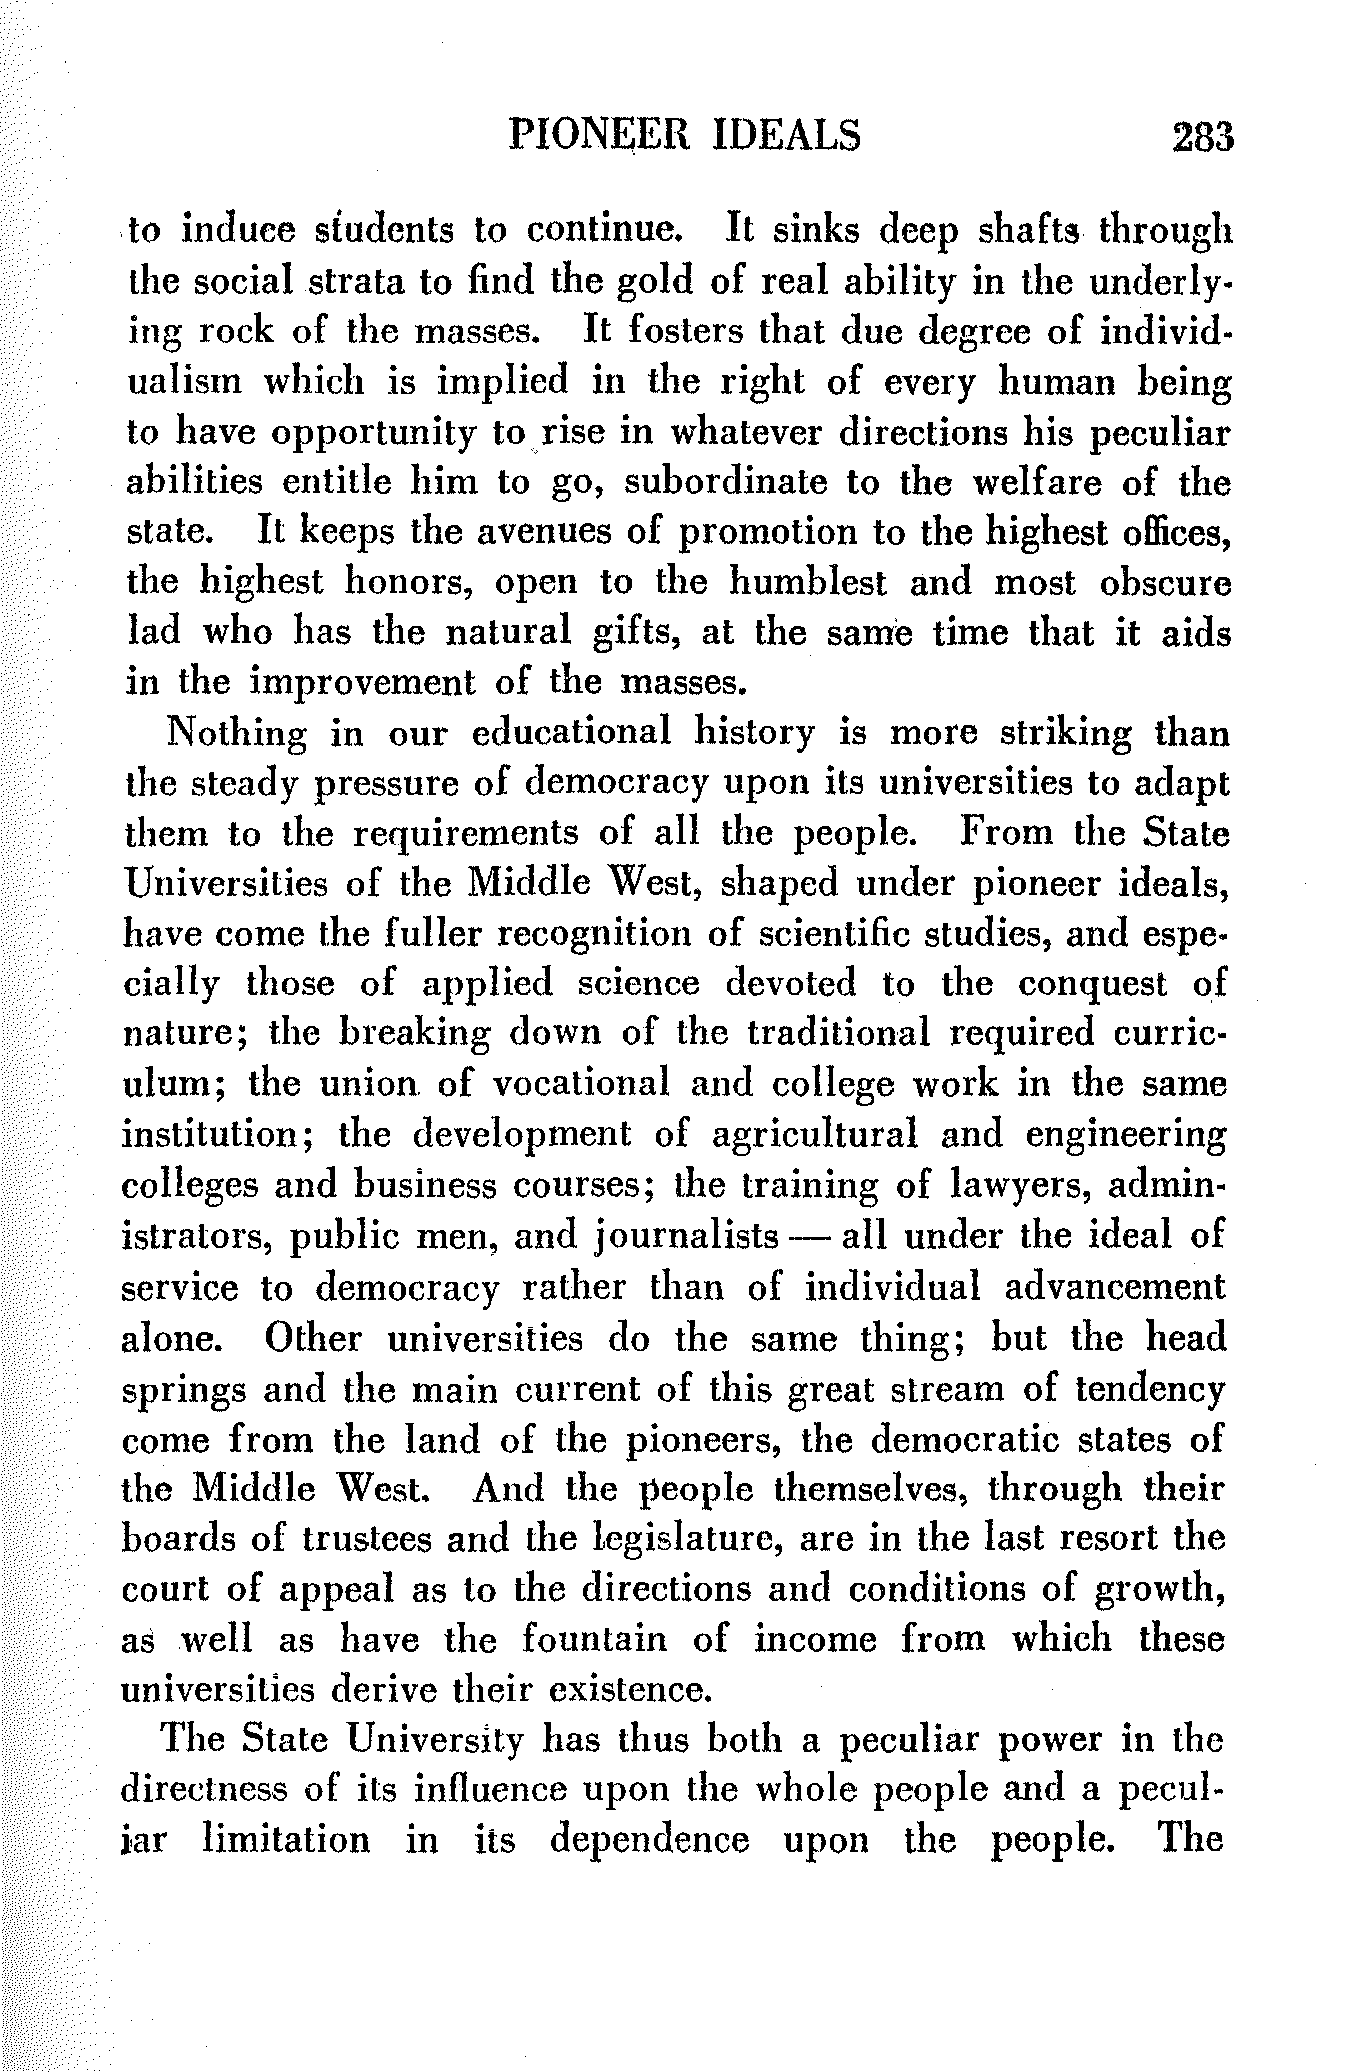 PIONEER IDEALS 283
to induce students to continue. It sinks deep shafts through
the social strata to find the gold of real ability in the underly-
ing rock of the masses. It fosters that due degree of individ-
ualism which is implied in the right of every human being
to have opportunity to rise in whatever directions his peculiar
abilities entitle him to go, subordinate to the welfare of the
state. It keeps the avenues of promotion to the highest offices,
the highest honors, open to the humblest and most obscure
lad who has the natural gifts, at the same time that it aids
in the improvement of the masses.
Nothing in our educational history is more striking than
the steady pressure of democracy upon its universities to adapt
them to the requirements of all the people. From the State
Universities of the Middle West, shaped under pioneer ideals,
have come the fuller recognition of scientific studies, and espe-
cially those of applied science devoted to the conquest of
nature; the breaking down of the traditional required curric-
ulum; the union of vocational and college work in the same
institution; the development of agricultural and engineering
colleges and business courses; the training of lawyers, admin-
istrators, public men, and journalists — all under the ideal of
service to democracy rather than of individual advancement
alone. Other universities do the same thing; but the head
springs and the main current of this great stream of tendency
come from the land of the pioneers, the democratic states of
the Middle West. And the people themselves, through their
boards of trustees and the legislature, are in the last resort the
court of appeal as to the directions and conditions of growth,
as well as have the fountain of income from which these
universities derive their existence.
The State University has thus both a peculiar power in the
directness of its influence upon the whole people and a pecul-
iar limitation in its dependence upon the people. The